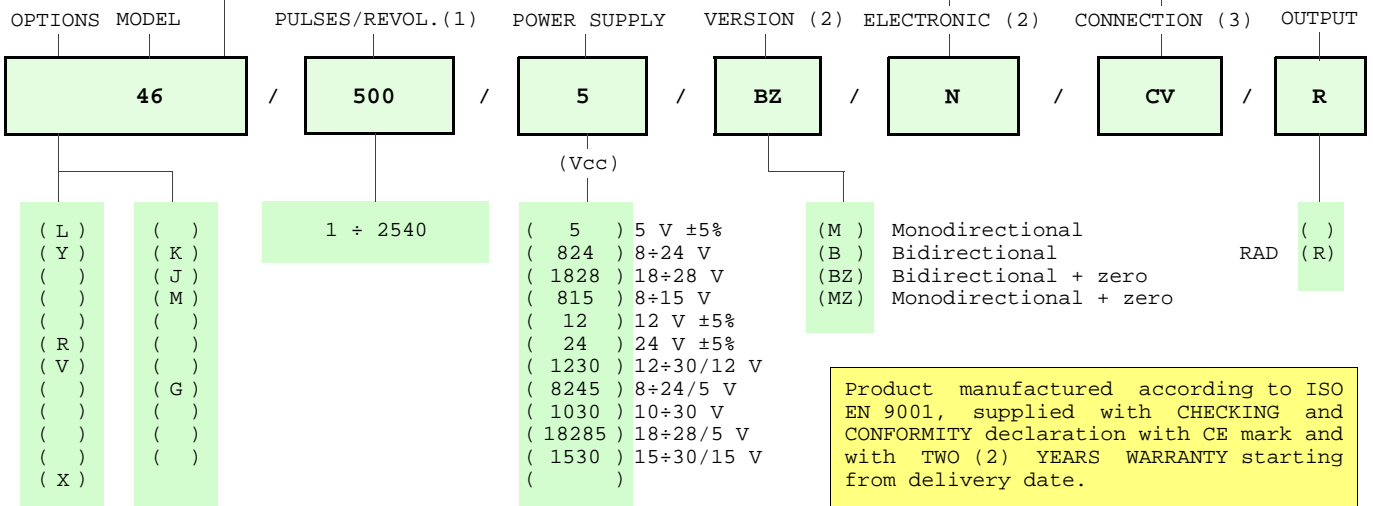 OPTIONS MODEL PULSES/REVOL.(1) POWER SUPPLY VERSION (2) ELECTRONIC (2) CONNECTION (3) OUTPUT
46 / 500 / 5 / BZ / N / CV / R
(Vcc)
( L ) ( ) 1 ÷ 2540 ( 5 ) 5 V ±5% (M ) Monodirectional ( )
( Y ) ( K ) ( 824 ) 8÷24 V (B ) Bidirectional RAD (R)
( ) ( J ) ( 1828 ) 18÷28 V (BZ) Bidirectional + zero
( ) ( M ) ( 815 ) 8÷15 V (MZ) Monodirectional + zero
( ) ( ) ( 12 ) 12 V ±5%
( R ) ( ) ( 24 ) 24 V ±5%
( V ) ( ) ( 1230 ) 12÷30/12 V
( ) ( G ) ( 8245 ) 8÷24/5 V
( ) ( ) ( 1030 ) 10÷30 V
( ) ( ) ( 18285 ) 18÷28/5 V
( ) ( ) ( 1530 ) 15÷30/15 V
( X ) ( )
Product manufactured according to ISO
EN 9001, supplied with CHECKING and
CONFORMITY declaration with CE mark and
with TWO (2) YEARS WARRANTY starting
from delivery date.